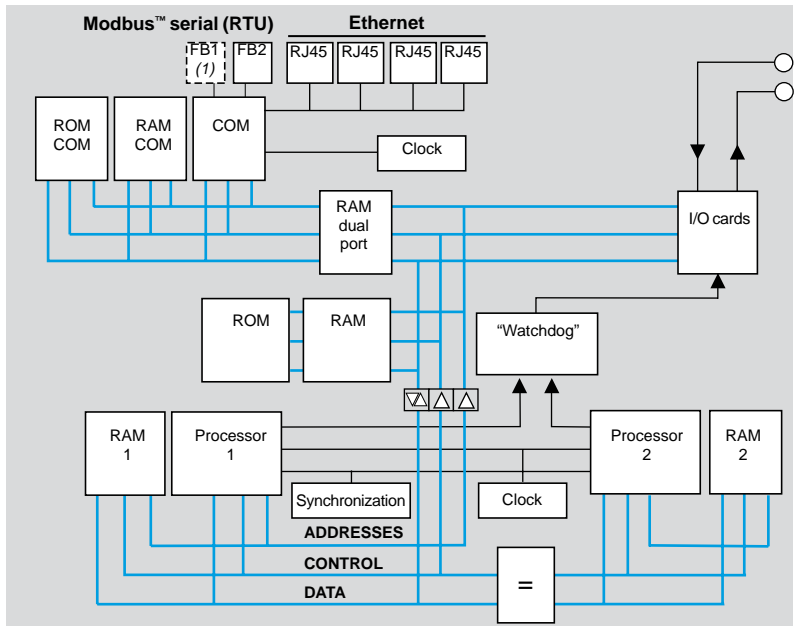 Modbus™ serial (RTU)
Ethernet
FB1
(1)
FB2
RJ45
RJ45
RJ45
RJ45
ROM
COM
RAM
COM
COM
Clock
RAM
dual
port
I/O cards
ROM
RAM
“Watchdog”
RAM
1
Processor
1
Processor
2
RAM
2
Synchronization
Clock
ADDRESSES
CONTROL
DATA
=